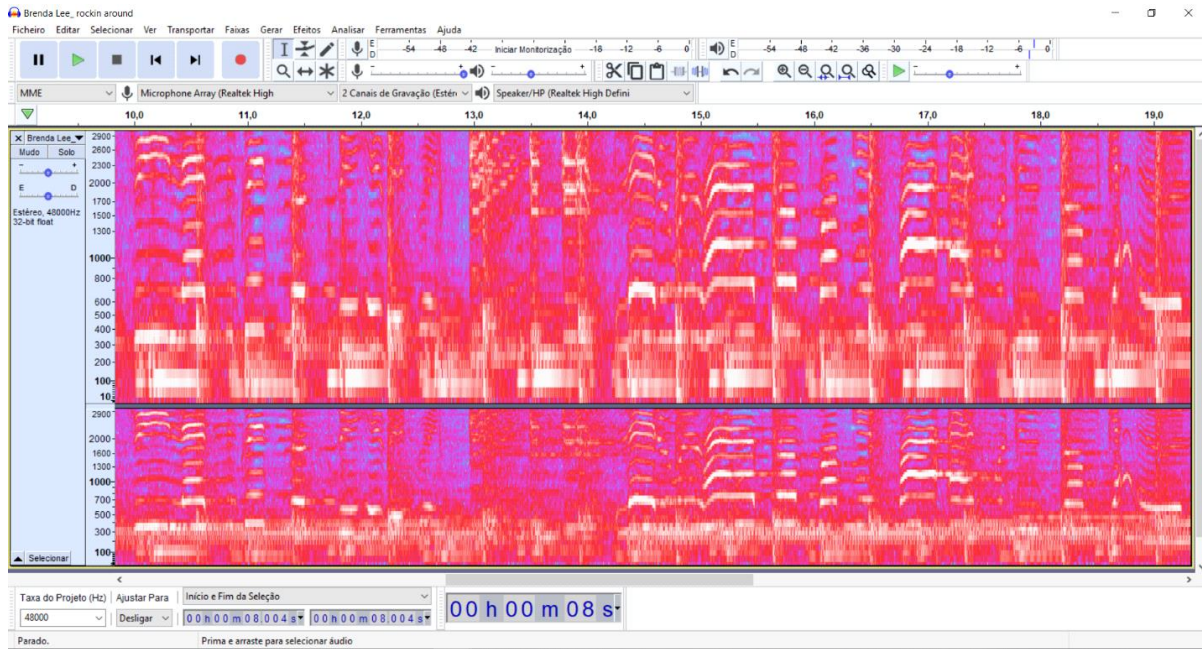 Brenda Lee_ rockin around
Ficheiro Editar Selecionar Ver Transportar Faixas Gerar Efeitos Analisar Ferramentas Ajuda
E D -54 -48 -42 Iniciar Monitorização -18 -12 -6 0 E D -54 -48 -42 -36 -30 -24 -18 -12 -6 0
- + - + - +
MME Microphone Array (Realtek High 2 Canais de Gravação (Estér Speaker/HP (Realtek High Defini
10,0 11,0 12,0 13,0 14,0 15,0 16,0 17,0 18,0 19,0
X Brenda Lee_
Mudo Solo
- +
E D
Estéreo, 48000Hz
32-bit float
2900
2600
2300
2000
1700
1500
1300
1000
800
600
500
400
300
200
100
10
2900
2000
1600
1300
1000
700
500
300
100
Selecionar
Taxa do Projeto (Hz) Ajustar Para Início e Fim da Seleção
48000 Desligar 00 h 00 m 08.004 s 00 h 00 m 08.004 s
00 h 00 m 08 s
Parado. Prima e arraste para selecionar áudio